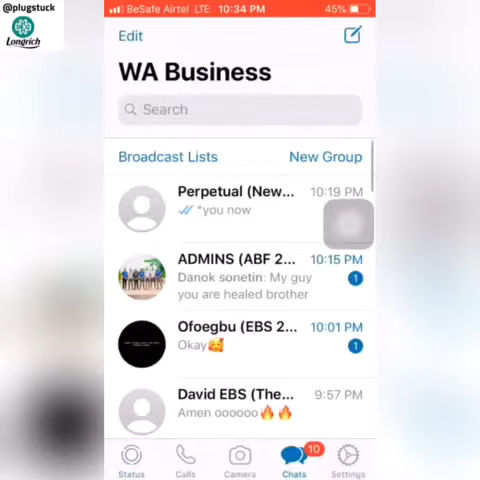 @plugstuck
Longrich
BeSafe Airtel LTE 10:34 PM 45%
Edit
WA Business
Search
Broadcast Lists New Group
Perpetual (New... 10:19 PM
*you now
ADMINS (ABF 2... 10:15 PM
Danok sonetin: My guy 1
you are healed brother
Ofoegbu (EBS 2... 10:01 PM
Okay🥰 1
David EBS (The... 9:57 PM
Amen oooooo🔥🔥
10
Status Calls Camera Chats Settings